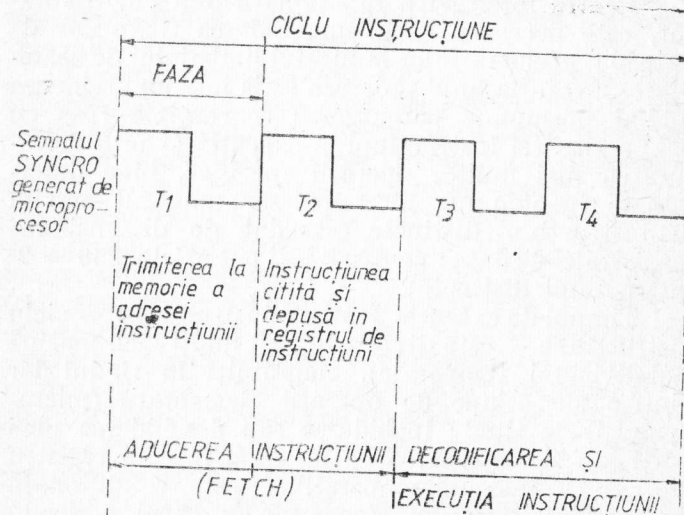 CICLU INSTRUCȚIUNE
FAZA
Semnalul
SYNCRO
generat de
micropro-
cesor
T1
T2
T3
T4
Trimiterea la
memorie a
adresei
instrucțiunii
Instrucțiunea
citită și
depusă in
registrul de
instrucțiuni
ADUCEREA INSTRUCȚIUNII
(FETCH)
DECODIFICAREA ȘI
EXECUȚIA INSTRUCȚIUNII